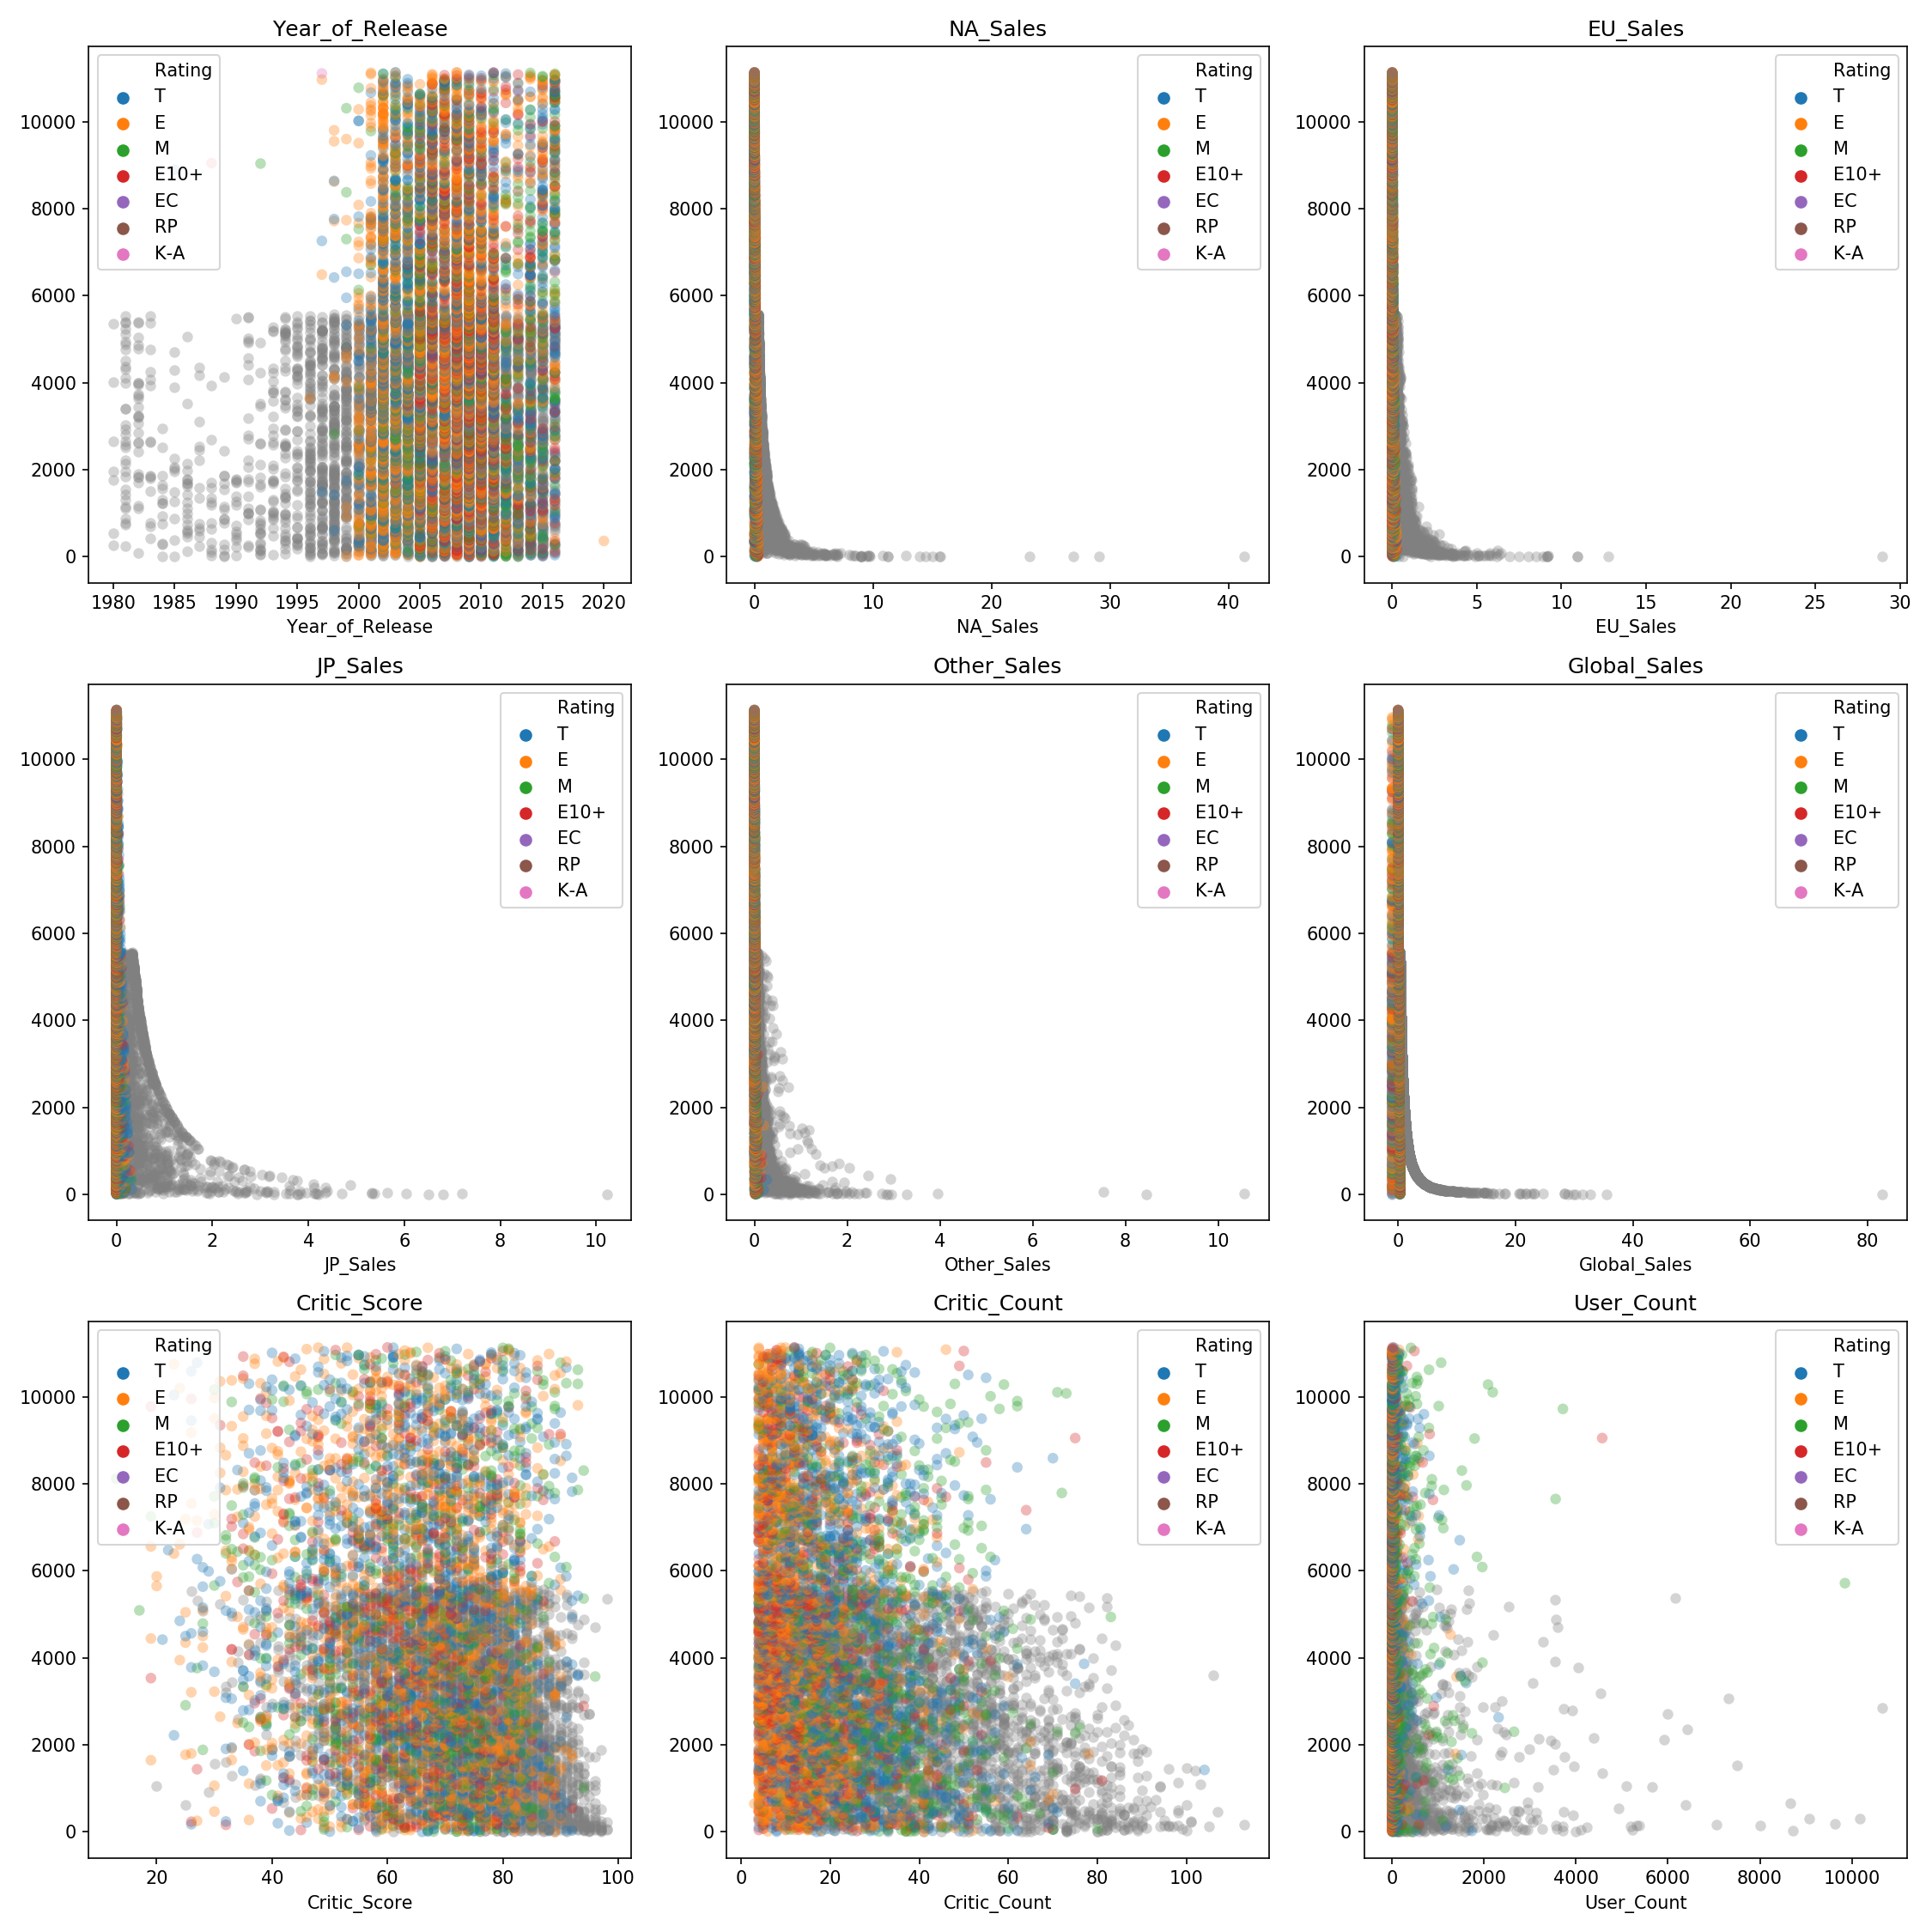 Year_of_Release
Rating
T
E
M
E10+
EC
RP
K-A
10000
8000
6000
4000
2000
0
1980 1985 1990 1995 2000 2005 2010 2015 2020
Year_of_Release
NA_Sales
Rating
T
E
M
E10+
EC
RP
K-A
10000
8000
6000
4000
2000
0
0 10 20 30 40
NA_Sales
EU_Sales
Rating
T
E
M
E10+
EC
RP
K-A
10000
8000
6000
4000
2000
0
0 5 10 15 20 25 30
EU_Sales
JP_Sales
Rating
T
E
M
E10+
EC
RP
K-A
10000
8000
6000
4000
2000
0
0 2 4 6 8 10
JP_Sales
Other_Sales
Rating
T
E
M
E10+
EC
RP
K-A
10000
8000
6000
4000
2000
0
0 2 4 6 8 10
Other_Sales
Global_Sales
Rating
T
E
M
E10+
EC
RP
K-A
10000
8000
6000
4000
2000
0
0 20 40 60 80
Global_Sales
Critic_Score
Rating
T
E
M
E10+
EC
RP
K-A
10000
8000
6000
4000
2000
0
20 40 60 80 100
Critic_Score
Critic_Count
Rating
T
E
M
E10+
EC
RP
K-A
10000
8000
6000
4000
2000
0
0 20 40 60 80 100
Critic_Count
User_Count
Rating
T
E
M
E10+
EC
RP
K-A
10000
8000
6000
4000
2000
0
0 2000 4000 6000 8000 10000
User_Count